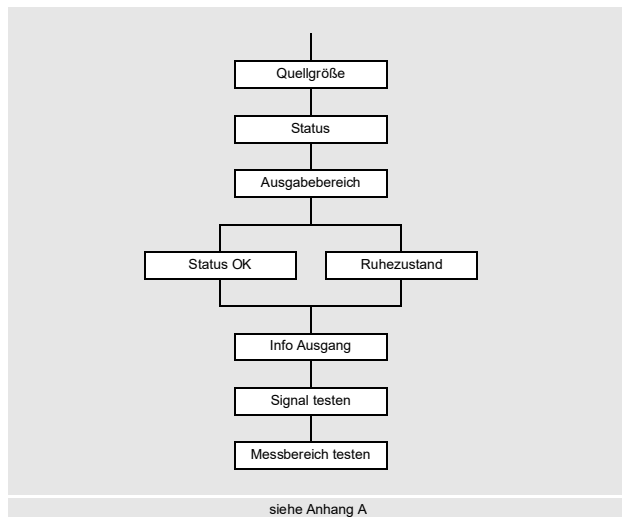 Quellgröße
Status
Ausgabebereich
Status OK
Ruhezustand
Info Ausgang
Signal testen
Messbereich testen
siehe Anhang A